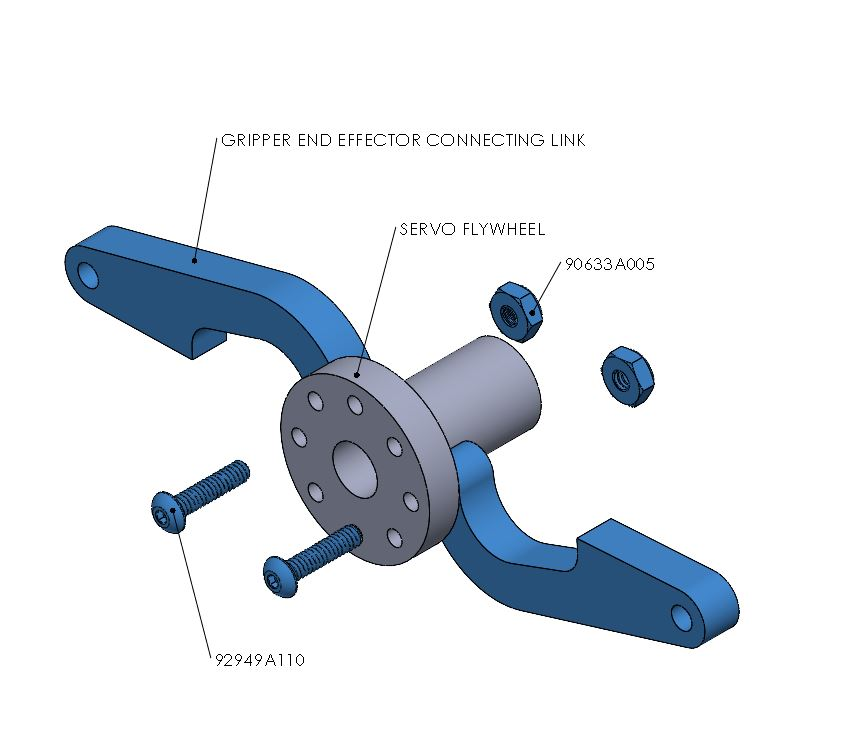 GRIPPER END EFFECTOR CONNECTING LINK
SERVO FLYWHEEL
90633A005
92949A110